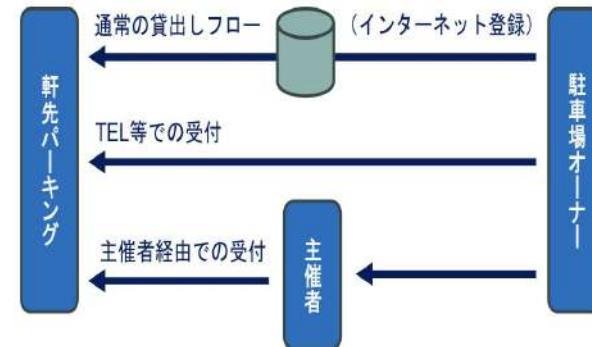 通常の貸出しフロー
(インターネット登録)
軒先パーキング
駐車場オーナー
TEL等での受付
主催者経由での受付
主催者